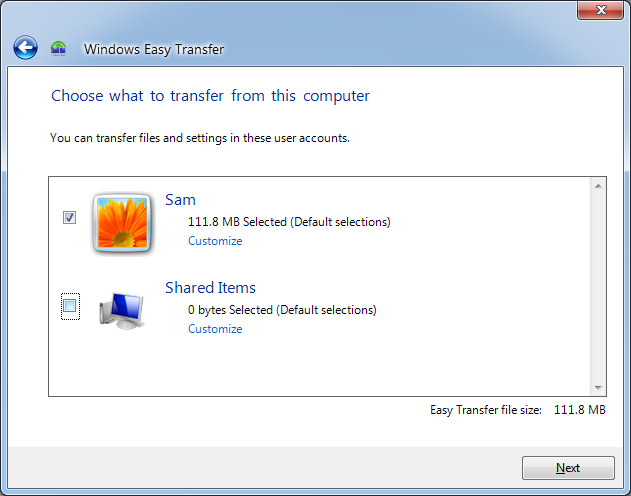 Windows Easy Transfer
Choose what to transfer from this computer
You can transfer files and settings in these user accounts.
Sam
111.8 MB Selected (Default selections)
Customize
Shared Items
0 bytes Selected (Default selections)
Customize
Easy Transfer file size: 111.8 MB
Next